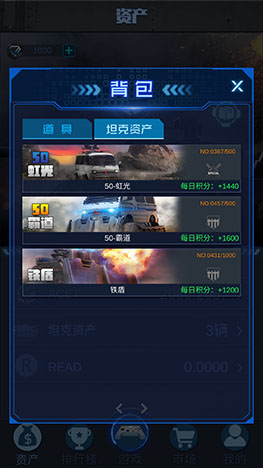 资产
1800 +
背包
道具 坦克资产
NO:0367/500
50
虹光
50-虹光 每日积分：+1440
NO:0457/500
50
霸道
50-霸道 每日积分：+1600
NO:0431/1000
铁盾
铁盾 每日积分：+1200
坦克资产 3辆
R READ 0.0000
资产 排行榜 游戏 市场 我的